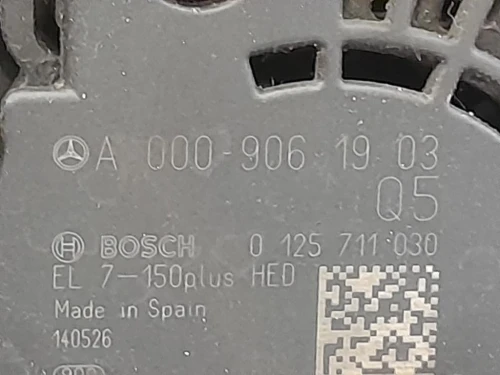 A 000 906 19 03
Q5
BOSCH 0 125 711 030
EL 7-150plus HED
Made in Spain
140526